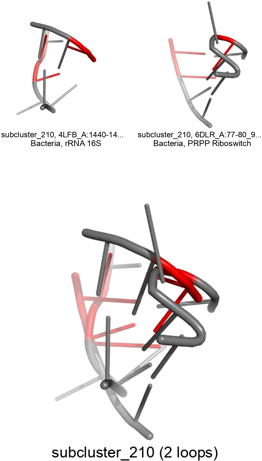 subcluster_210, 4LFB_A:1440-14...
Bacteria, rRNA 16S
subcluster_210, 6DLR_A:77-80_9...
Bacteria, PRPP Riboswitch
subcluster_210 (2 loops)